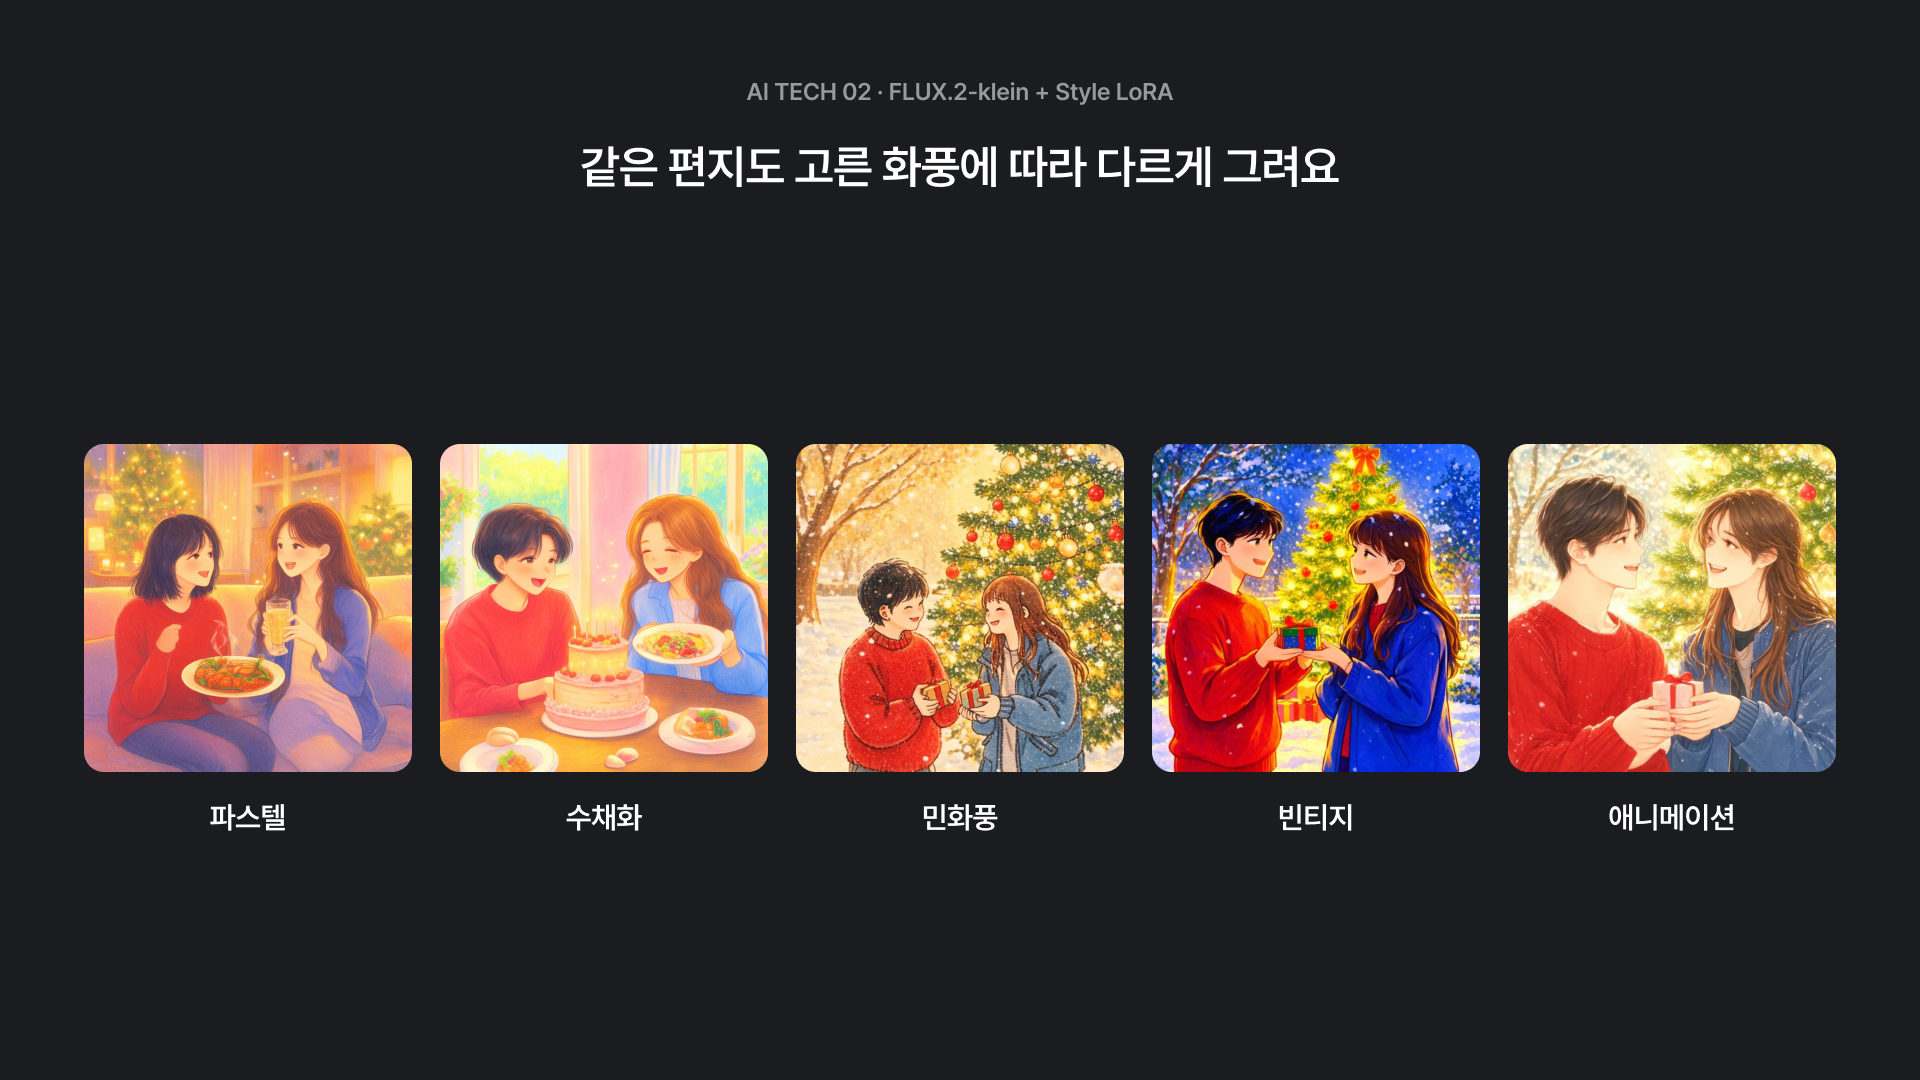 AI TECH 02 · FLUX.2-klein + Style LoRA
같은 편지도 고른 화풍에 따라 다르게 그려요
파스텔
수채화
민화풍
빈티지
애니메이션